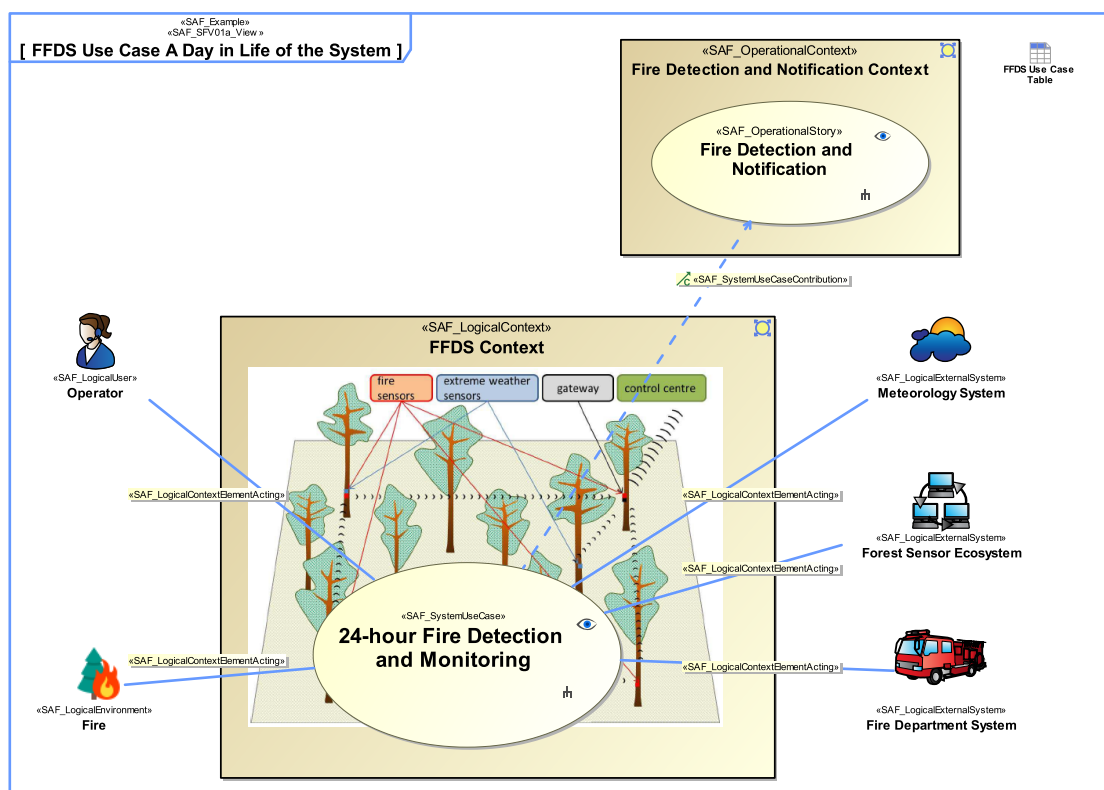 «SAF_Example»
«SAF_SFV01a_View»
[ FFDS Use Case A Day in Life of the System ]
«SAF_OperationalContext»
Fire Detection and Notification Context
FFDS Use Case
Table
«SAF_OperationalStory»
Fire Detection and
Notification
«SAF_SystemUseCaseContribution»
«SAF_LogicalContext»
FFDS Context
«SAF_LogicalUser»
Operator
«SAF_LogicalExternalSystem»
Meteorology System
fire
sensors
extreme weather
sensors
gateway
control centre
«SAF_LogicalContextElementActing»
«SAF_LogicalContextElementActing»
«SAF_LogicalExternalSystem»
Forest Sensor Ecosystem
«SAF_LogicalContextElementActing»
«SAF_SystemUseCase»
24-hour Fire Detection
and Monitoring
«SAF_LogicalContextElementActing»
«SAF_LogicalContextElementActing»
«SAF_LogicalEnvironment»
Fire
«SAF_LogicalExternalSystem»
Fire Department System